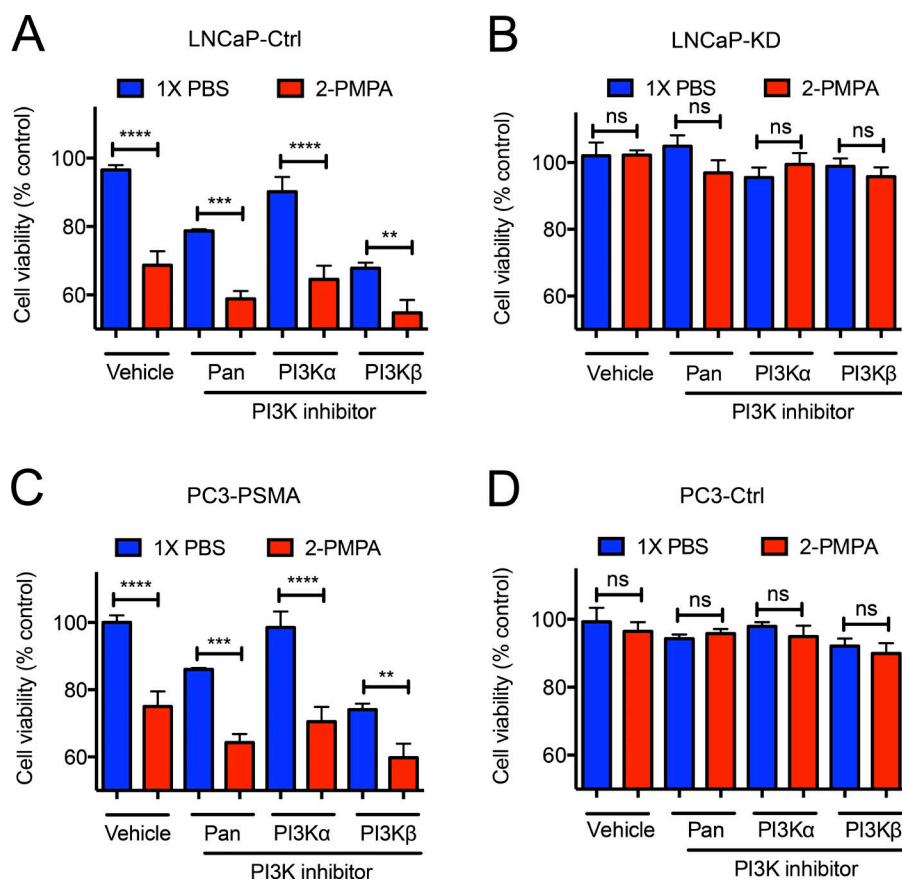 A
LNCaP-Ctrl
1X PBS 2-PMPA
Cell viability (% control)
100
80
60
**** *** **** **
Vehicle Pan PI3Kα PI3Kβ
PI3K inhibitor
B
LNCaP-KD
1X PBS 2-PMPA
Cell viability (% control)
100
80
60
ns ns ns ns
Vehicle Pan PI3Kα PI3Kβ
PI3K inhibitor
C
PC3-PSMA
1X PBS 2-PMPA
Cell viability (% control)
100
80
60
**** *** **** **
Vehicle Pan PI3Kα PI3Kβ
PI3K inhibitor
D
PC3-Ctrl
1X PBS 2-PMPA
Cell viability (% control)
100
80
60
ns ns ns ns
Vehicle Pan PI3Kα PI3Kβ
PI3K inhibitor